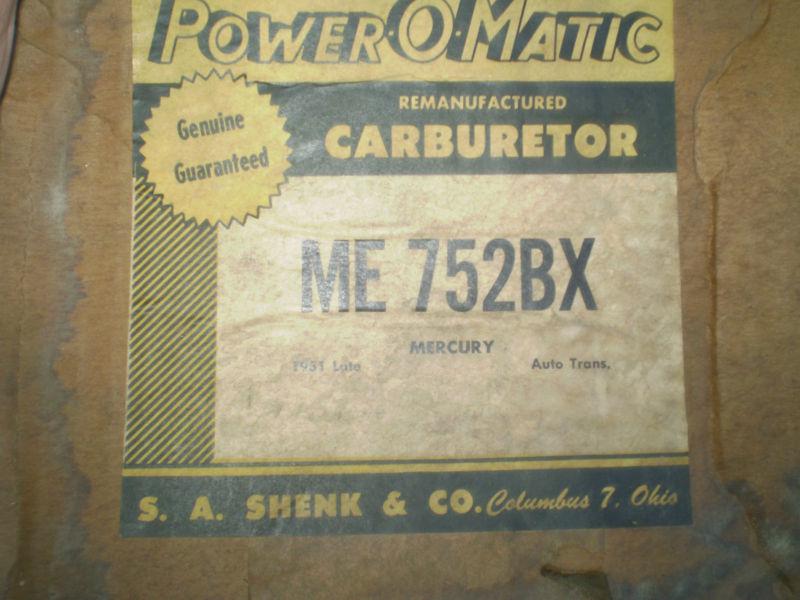 POWER·O·MATIC
Genuine
Guaranteed
REMANUFACTURED
CARBURETOR
ME 752BX
MERCURY
1951 Late
Auto Trans.
S. A. SHENK & CO. Columbus 7, Ohio